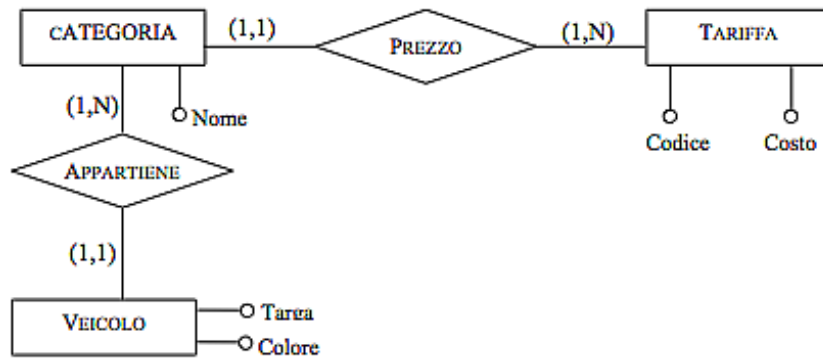 cATEGORIA
(1,1)
PREZZO
(1,N)
TARIFFA
(1,N)
Nome
Codice
Costo
APPARTIENE
(1,1)
VEICOLO
Targa
Colore